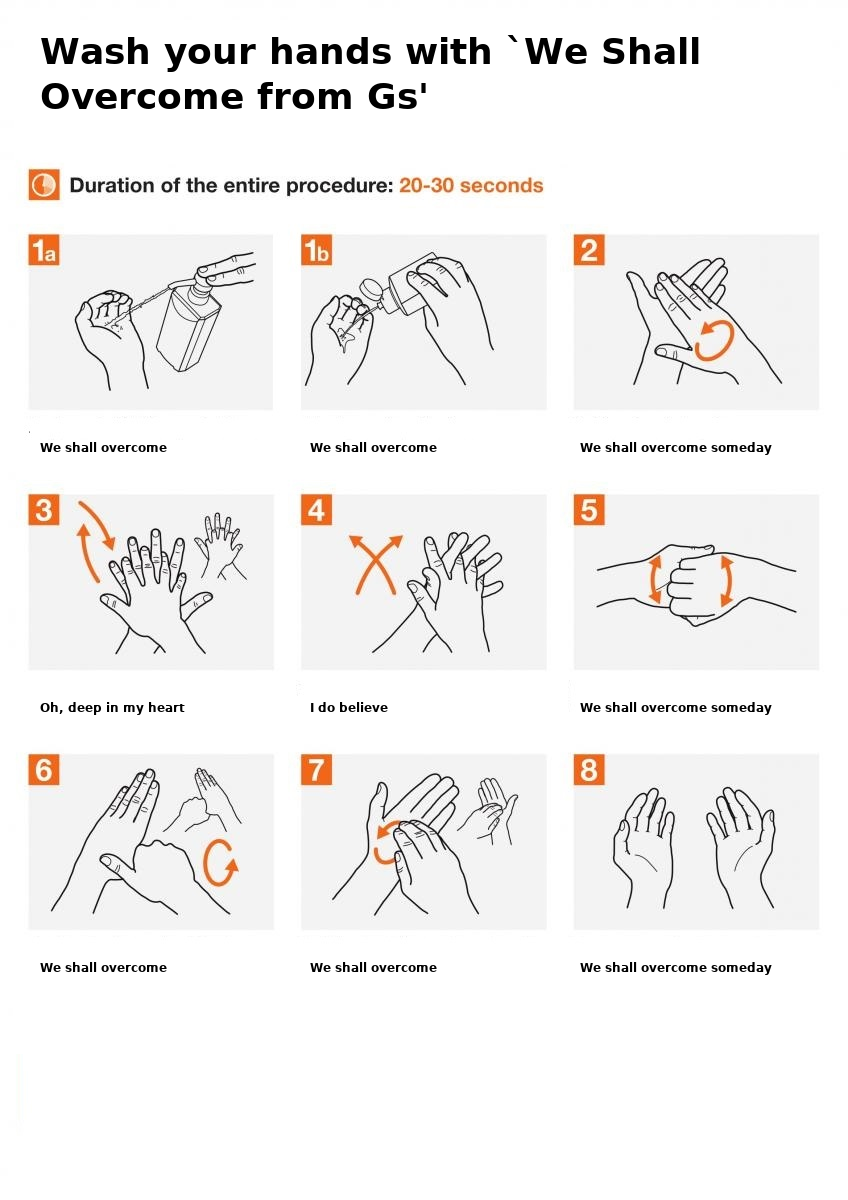 Wash your hands with `We Shall
Overcome from Gs'
Duration of the entire procedure: 20-30 seconds
1a
1b
2
We shall overcome
We shall overcome
We shall overcome someday
3
4
5
Oh, deep in my heart
I do believe
We shall overcome someday
6
7
8
We shall overcome
We shall overcome
We shall overcome someday